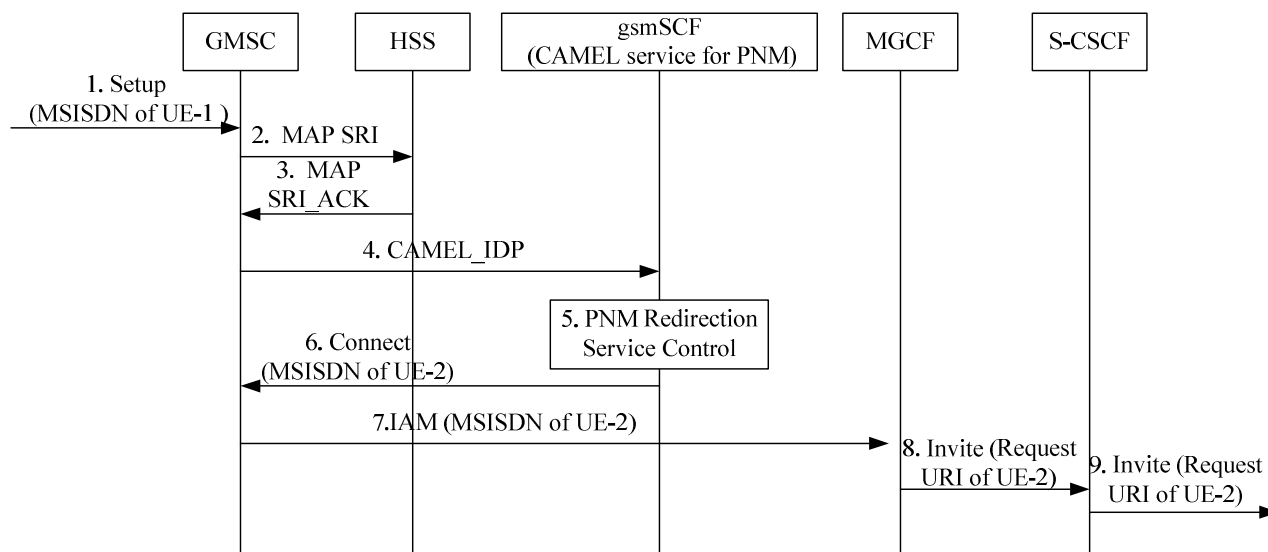 GMSC
HSS
gsmSCF
(CAMEL service for PNM)
MGCF
S-CSCF
1. Setup
(MSISDN of UE-1 )
2. MAP SRI
3. MAP
SRI_ACK
4. CAMEL_IDP
5. PNM Redirection
Service Control
6. Connect
(MSISDN of UE-2)
7.IAM (MSISDN of UE-2)
8. Invite (Request
URI of UE-2)
9. Invite (Request
URI of UE-2)